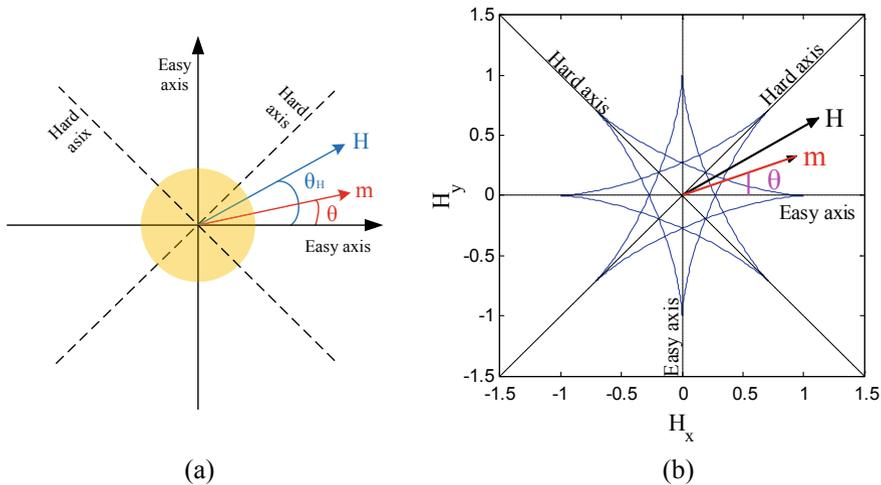 Easy
axis
Hard
asix
Hard
axis
H
θH
m
θ
Easy axis
(a)
1.5
1
0.5
0
-0.5
-1
-1.5
Hy
Hard axis
Hard axis
H
m
θ
Easy axis
Easy axis
-1.5
-1
-0.5
0
0.5
1
1.5
Hx
(b)